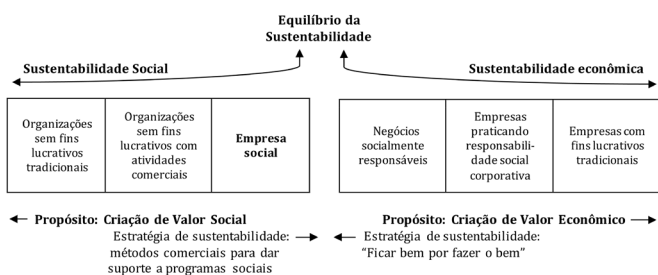 Equilíbrio da
Sustentabilidade
Sustentabilidade Social
Sustentabilidade econômica
Organizações
sem fins
lucrativos
tradicionais
Organizações
sem fins
lucrativos com
atividades
comerciais
Empresa
social
Negócios
socialmente
responsáveis
Empresas
praticando
responsabili-
dade social
corporativa
Empresas com
fins lucrativos
tradicionais
Propósito: Criação de Valor Social
Estratégia de sustentabilidade:
métodos comerciais para dar
suporte a programas sociais
Propósito: Criação de Valor Econômico
Estratégia de sustentabilidade:
“Ficar bem por fazer o bem”